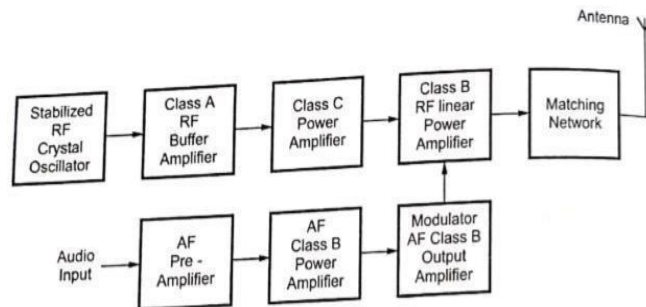 Antenna
Stabilized
RF
Crystal
Oscillator
Class A
RF
Buffer
Amplifier
Class C
Power
Amplifier
Class B
RF linear
Power
Amplifier
Matching
Network
Audio
Input
AF
Pre -
Amplifier
AF
Class B
Power
Amplifier
Modulator
AF Class B
Output
Amplifier